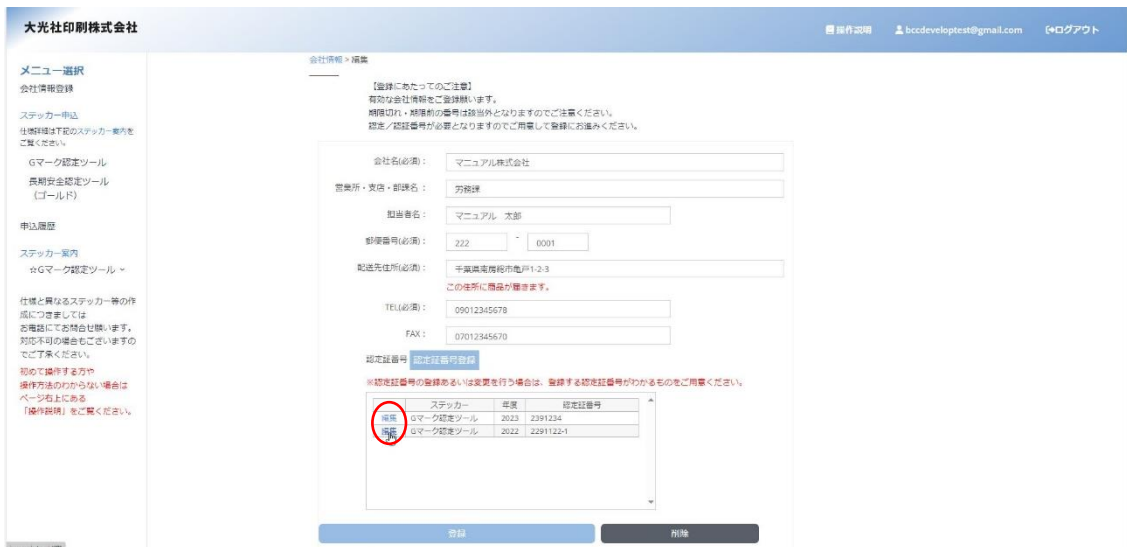 大光社印刷株式会社
操作説明 bccdeveloptest@gmail.com ログアウト
メニュー選択
会社情報登録
ステッカー申込
仕様詳細は下記のステッカー案内を
ご覧ください。
Gマーク認定ツール
長期安全認定ツール
(ゴールド)
申込履歴
ステッカー案内
☆Gマーク認定ツール
仕様と異なるステッカー等の作
成につきましては
お電話にてお問合せ願います。
対応不可の場合もございますの
でご了承ください。
初めて操作する方や
操作方法のわからない場合は
ページ右上にある
「操作説明」をご覧ください。
会社情報 > 編集
【登録にあたってのご注意】
有効な会社情報をご登録願います。
期限切れ・期限前の番号は該当外となりますのでご注意ください。
認定/認証番号が必要となりますのでご用意して登録にお進みください。
会社名(必須): マニュアル株式会社
営業所・支店・部課名: 労務課
担当者名: マニュアル 太郎
郵便番号(必須): 222 - 0001
配送先住所(必須): 千葉県南房総市亀戸1-2-3
この住所に商品が届きます。
TEL(必須): 09012345678
FAX: 07012345670
認定証番号 認定証番号登録
※認定証番号の登録あるいは変更を行う場合は、登録する認定証番号がわかるものをご用意ください。
ステッカー 年度 認定証番号
編集 Gマーク認定ツール 2023 2391234
編集 Gマーク認定ツール 2022 2291122-1
登録 削除